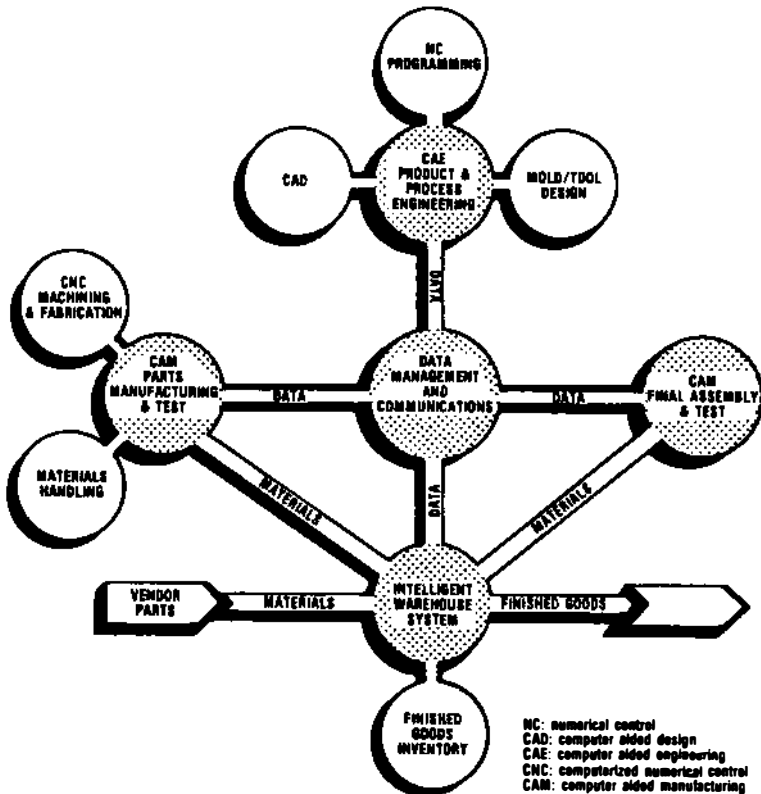 NC
PROGRAMMING
CAD
CAE
PRODUCT &
PROCESS
ENGINEERING
MOLD/TOOL
DESIGN
DATA
CNC
MACHINING
& FABRICATION
CAM
PARTS
MANUFACTURING
& TEST
DATA
DATA
MANAGEMENT
AND
COMMUNICATIONS
DATA
CAM
FINAL ASSEMBLY
& TEST
MATERIALS
HANDLING
MATERIALS
DATA
MATERIALS
VENDOR
PARTS
MATERIALS
INTELLIGENT
WAREHOUSE
SYSTEM
FINISHED GOODS
FINISHED
GOODS
INVENTORY
NC: numerical control
CAD: computer aided design
CAE: computer aided engineering
CNC: computerized numerical control
CAM: computer aided manufacturing